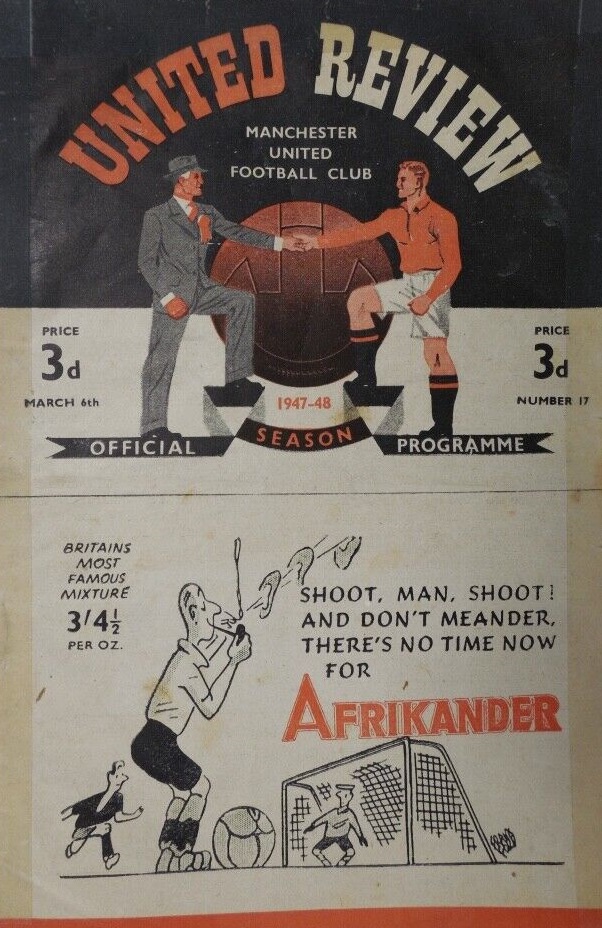 UNITED REVIEW
MANCHESTER
UNITED
FOOTBALL CLUB
PRICE
3d
MARCH 6th
PRICE
3d
NUMBER 17
1947-48
OFFICIAL SEASON PROGRAMME
BRITAINS
MOST
FAMOUS
MIXTURE
3/4½
PER OZ.
SHOOT, MAN, SHOOT!
AND DON'T MEANDER,
THERE'S NO TIME NOW
FOR
AFRIKANDER